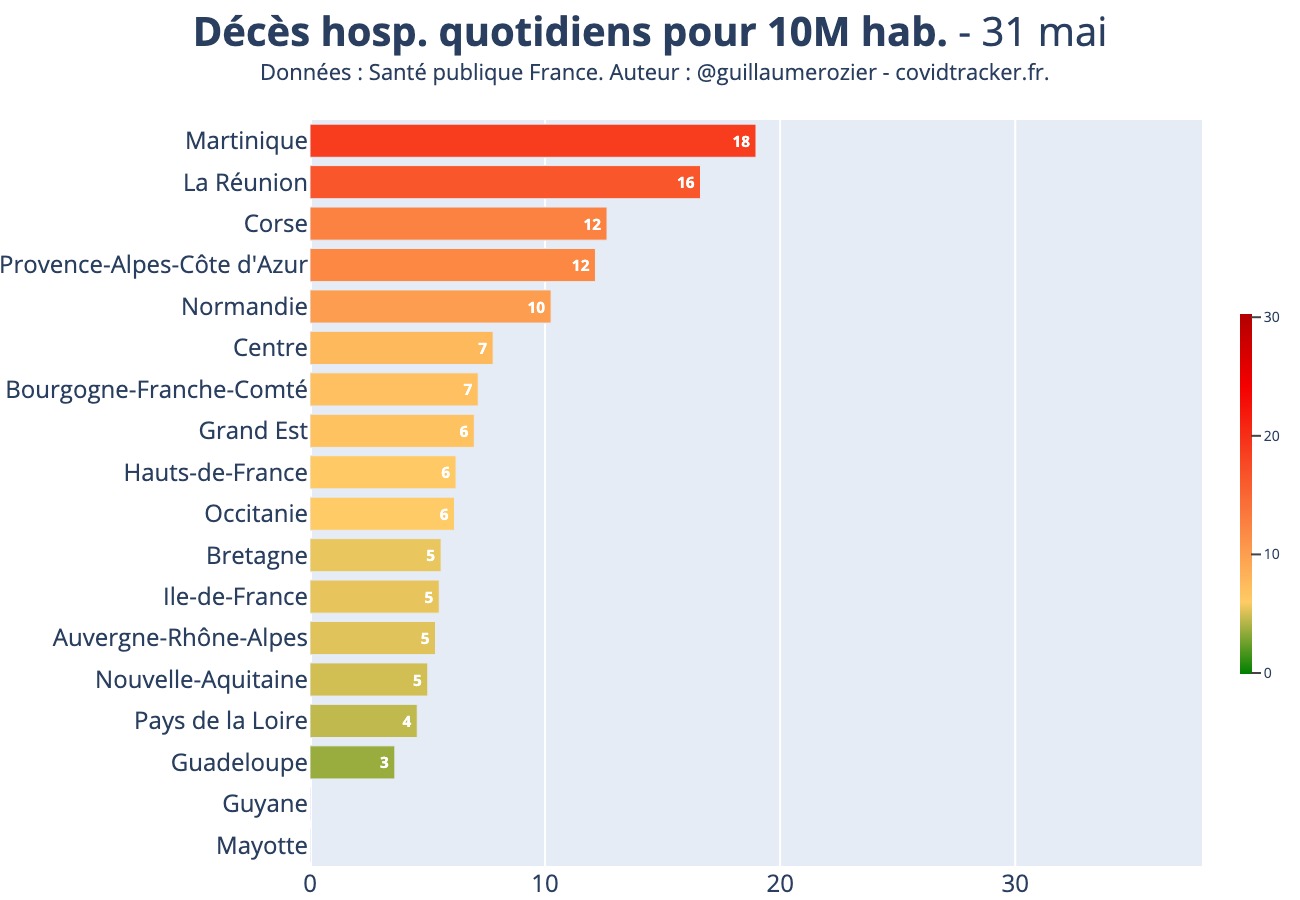 Décès hosp. quotidiens pour 10M hab. - 31 mai
Données : Santé publique France. Auteur : @guillaumerozier - covidtracker.fr.
Martinique 18
La Réunion 16
Corse 12
Provence-Alpes-Côte d'Azur 12
Normandie 10
Centre 7
Bourgogne-Franche-Comté 7
Grand Est 6
Hauts-de-France 6
Occitanie 6
Bretagne 5
Ile-de-France 5
Auvergne-Rhône-Alpes 5
Nouvelle-Aquitaine 5
Pays de la Loire 4
Guadeloupe 3
Guyane
Mayotte
0 10 20 30
30
20
10
0